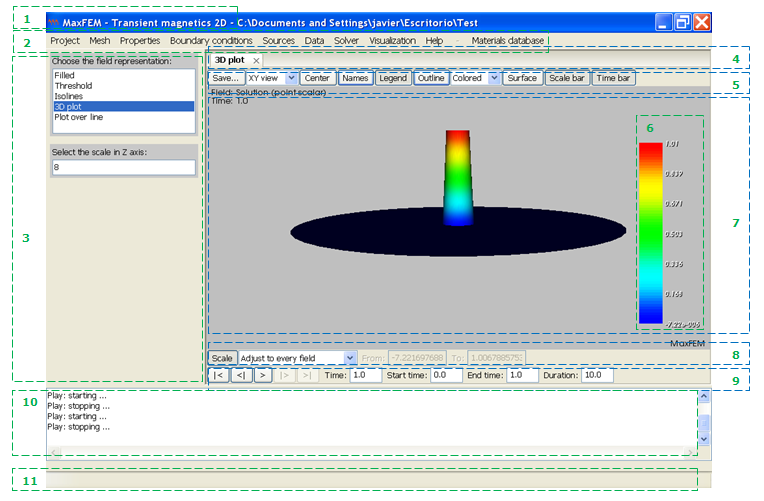 1
MaxFEM - Transient magnetics 2D - C:\Documents and Settings\javier\Escritorio\Test
2
Project Mesh Properties Boundary conditions Sources Data Solver Visualization Help - Materials database
3
Choose the field representation:
Filled
Threshold
Isolines
3D plot
Plot over line
Select the scale in Z axis:
8
3D plot
4
Save... XY view Center Names Legend Outline Colored Surface Scale bar Time bar
5
Field: Solution (point scalar)
Time: 1.0
6
1.01
0.839
0.671
0.503
0.336
0.168
-7.22e-006
7
MaxFEM
Scale Adjust to every field From: -7.221697688 To: 1.0067885753
8
|< <| > |> >| Time: 1.0 Start time: 0.0 End time: 1.0 Duration: 10.0
9
10
Play: starting ...
Play: stopping ...
Play: starting ...
Play: stopping ...
11